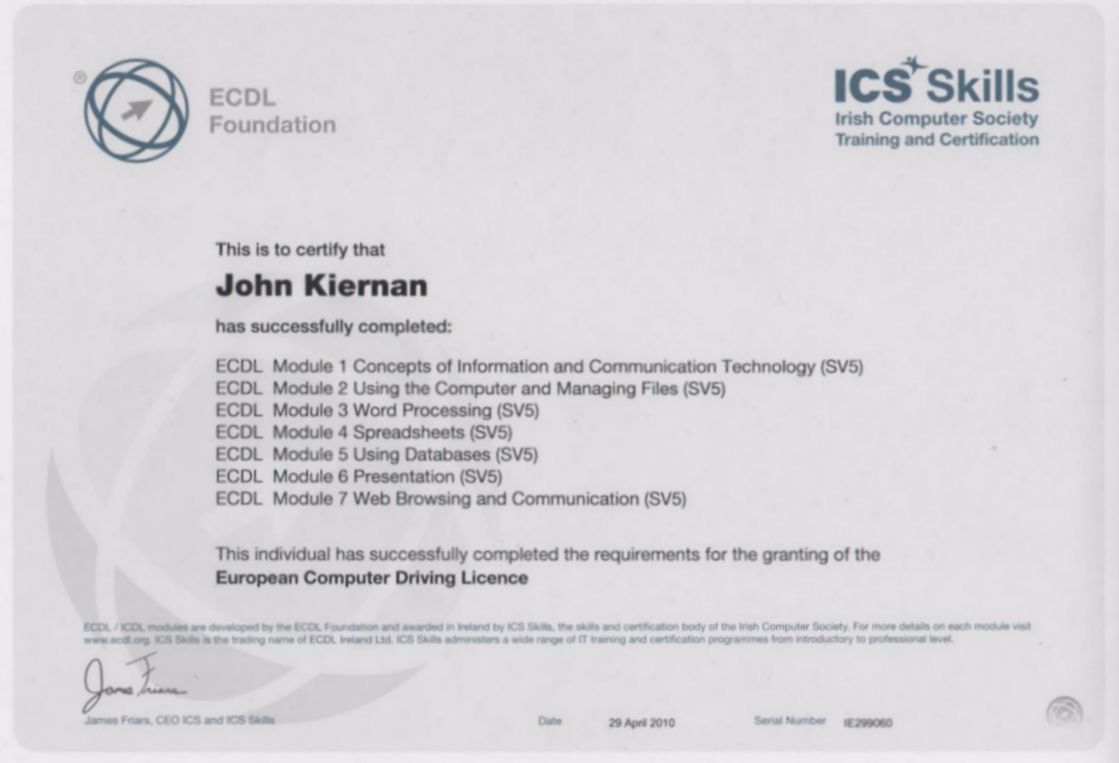 ®
ECDL
Foundation
ICS Skills
Irish Computer Society
Training and Certification
This is to certify that
John Kiernan
has successfully completed:
ECDL Module 1 Concepts of Information and Communication Technology (SV5)
ECDL Module 2 Using the Computer and Managing Files (SV5)
ECDL Module 3 Word Processing (SV5)
ECDL Module 4 Spreadsheets (SV5)
ECDL Module 5 Using Databases (SV5)
ECDL Module 6 Presentation (SV5)
ECDL Module 7 Web Browsing and Communication (SV5)
This individual has successfully completed the requirements for the granting of the
European Computer Driving Licence
ECDL / ICDL modules are developed by the ECDL Foundation and awarded in Ireland by ICS Skills, the skills and certification body of the Irish Computer Society. For more details on each module visit
www.ecdl.org. ICS Skills is the trading name of ECDL Ireland Ltd. ICS Skills administers a wide range of IT training and certification programmes from introductory to professional level.
James Friars
James Friars, CEO ICS and ICS Skills
Date 29 April 2010 Serial Number IE299060